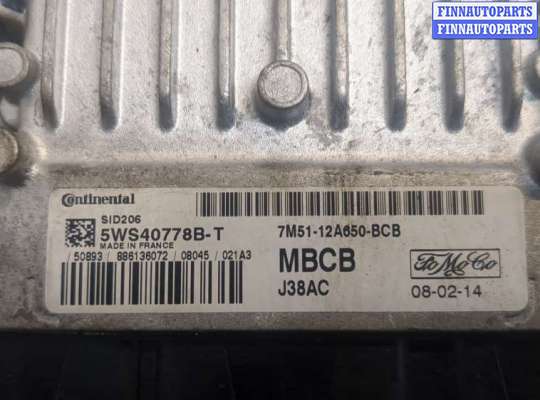 FINNAUTOPARTS
FINNAUTOPARTS
FINNAUTOPARTS
Continental
SID206
5WS40778B-T
MADE IN FRANCE
/ 50893 / 886136072 / 08045 / 021A3
7M51-12A650-BCB
MBCB
J38AC
FoMoCo
08-02-14